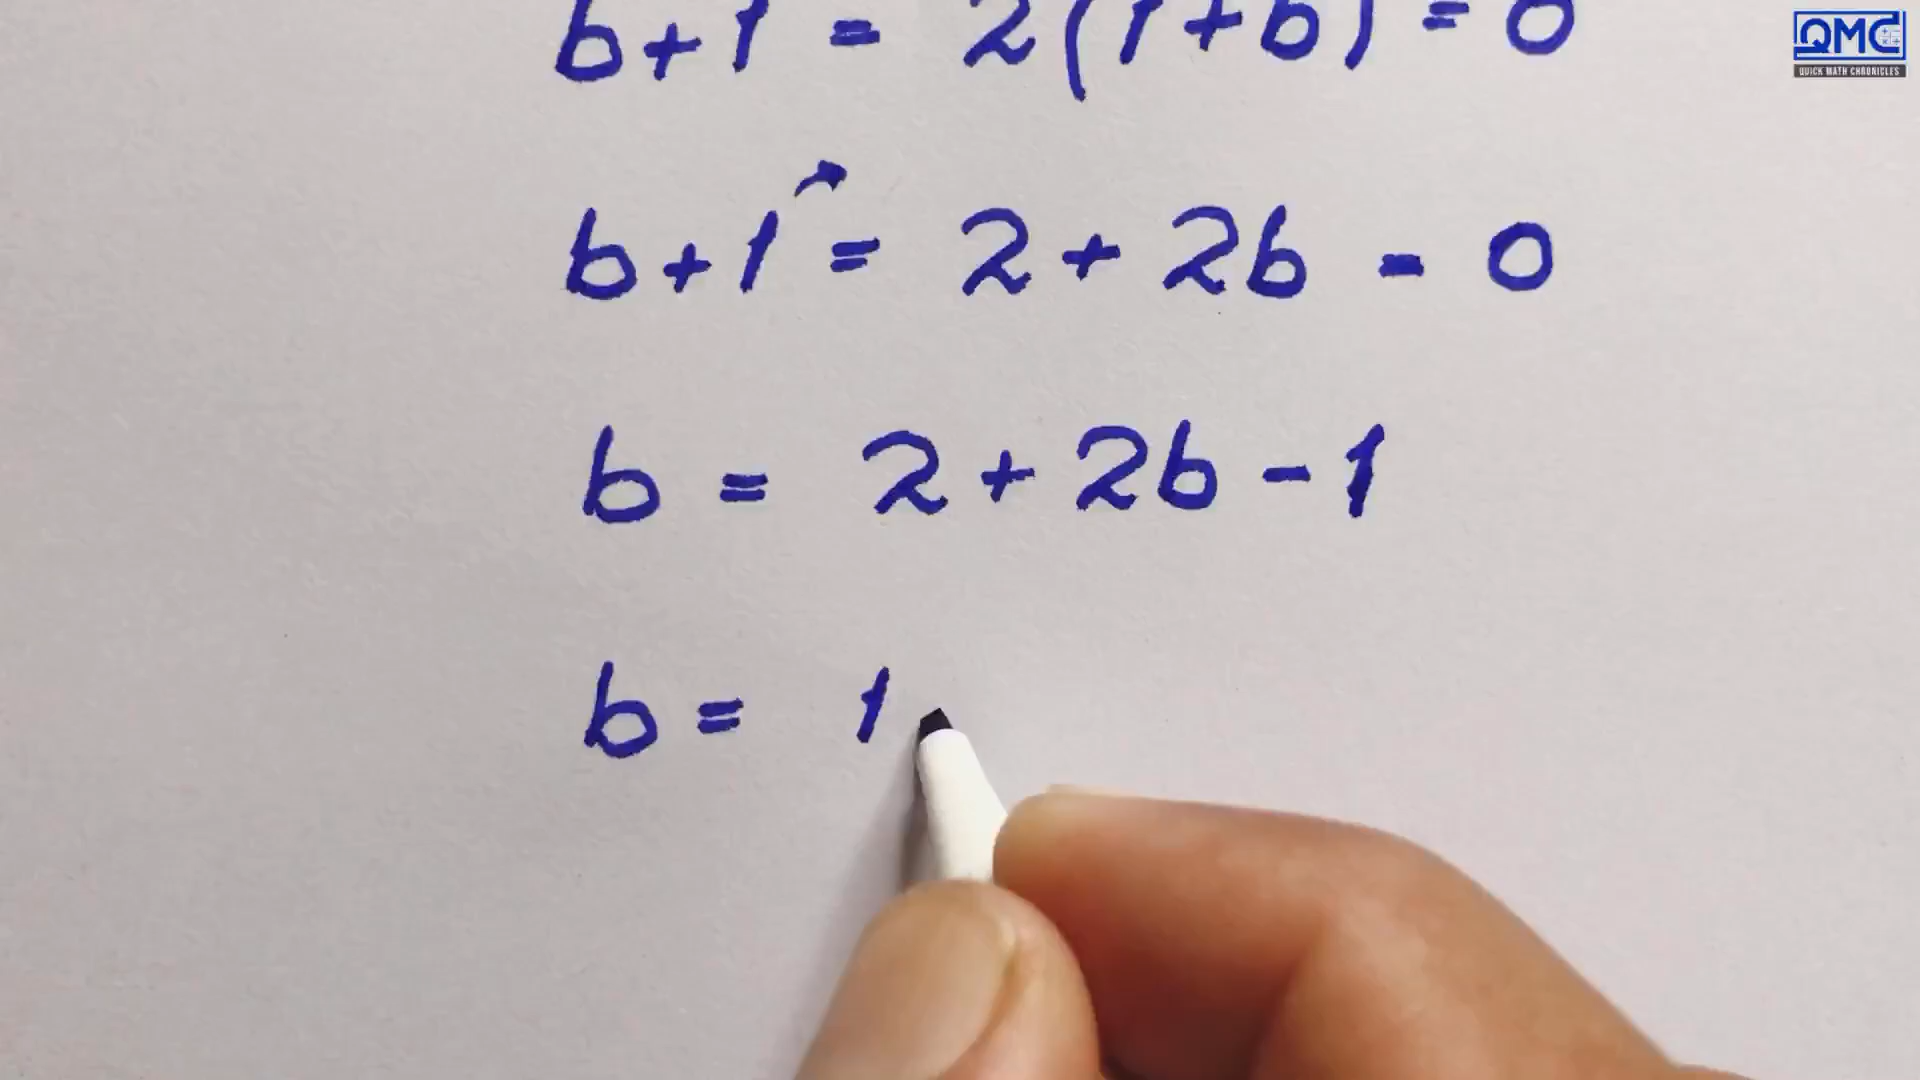 b+1 = 2(1+b) = 0
QMC
QUICK MATH CHRONICLES
b+1 = 2 + 2b - 0
b = 2 + 2b - 1
b = 1